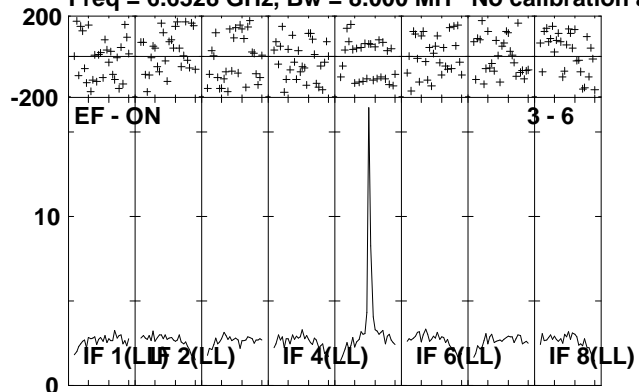 Freq = 6.6328 GHz, Bw = 8.000 MH No calibration a
200
-200
EF - ON 3 - 6
10
0
IF 1(LL) IF 2(LL) IF 4(LL) IF 6(LL) IF 8(LL)